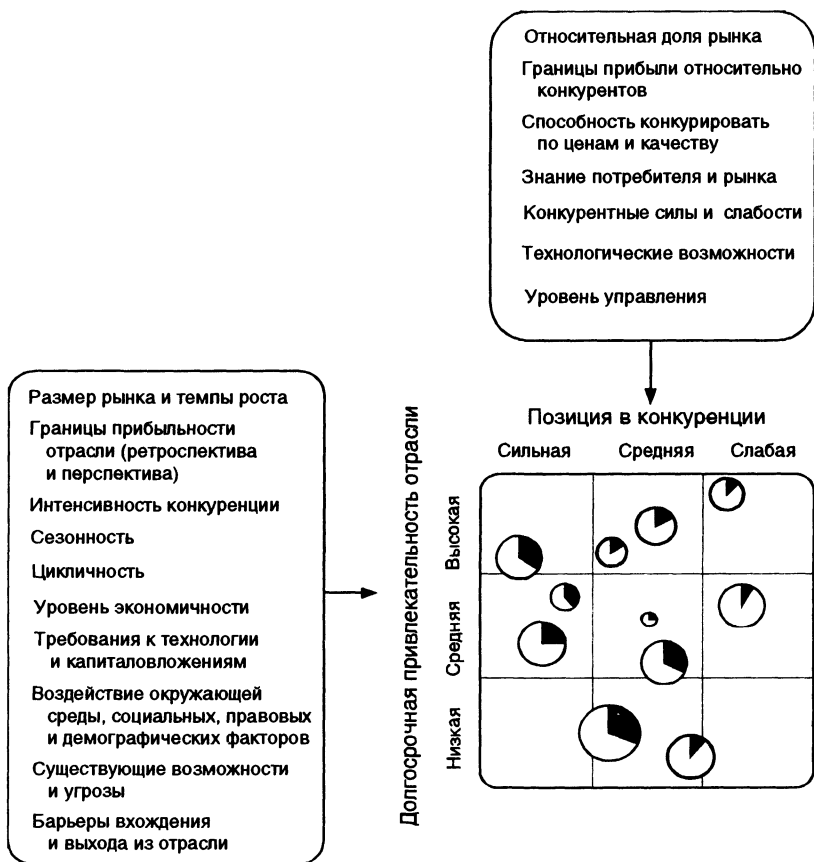 Относительная доля рынка
Границы прибыли относительно
конкурентов
Способность конкурировать
по ценам и качеству
Знание потребителя и рынка
Конкурентные силы и слабости
Технологические возможности
Уровень управления
Размер рынка и темпы роста
Границы прибыльности
отрасли (ретроспектива
и перспектива)
Интенсивность конкуренции
Сезонность
Цикличность
Уровень экономичности
Требования к технологии
и капиталовложениям
Воздействие окружающей
среды, социальных, правовых
и демографических факторов
Существующие возможности
и угрозы
Барьеры вхождения
и выхода из отрасли
Долгосрочная привлекательность отрасли
Позиция в конкуренции
Сильная Средняя Слабая
Высокая
Средняя
Низкая